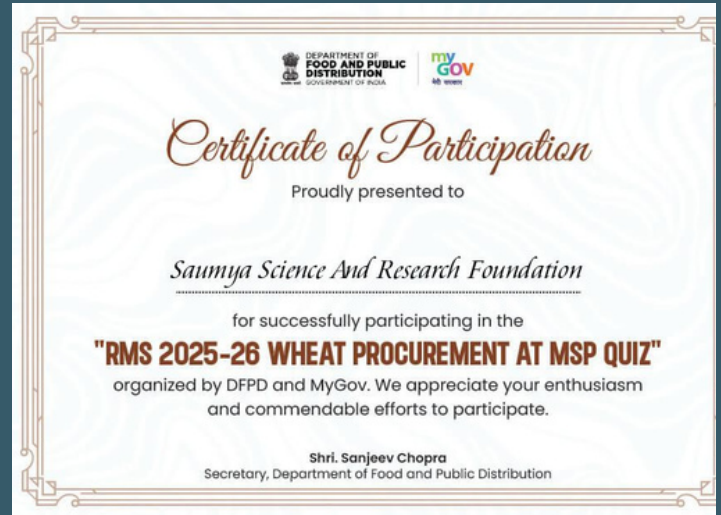 DEPARTMENT OF
FOOD AND PUBLIC
DISTRIBUTION
GOVERNMENT OF INDIA
my
GOV
मेरी सरकार
Certificate of Participation
Proudly presented to
Saumya Science And Research Foundation
for successfully participating in the
"RMS 2025-26 WHEAT PROCUREMENT AT MSP QUIZ"
organized by DFPD and MyGov. We appreciate your enthusiasm
and commendable efforts to participate.
Shri. Sanjeev Chopra
Secretary, Department of Food and Public Distribution